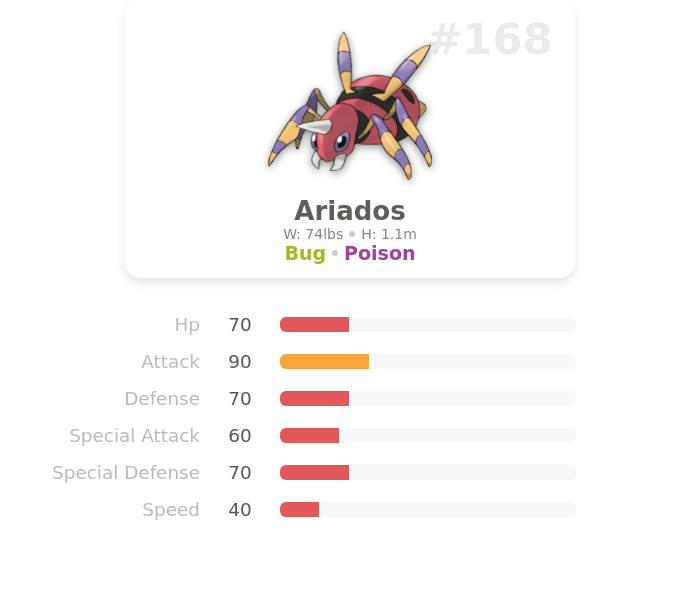 #168
Ariados
W: 74lbs • H: 1.1m
Bug • Poison
Hp 70
Attack 90
Defense 70
Special Attack 60
Special Defense 70
Speed 40